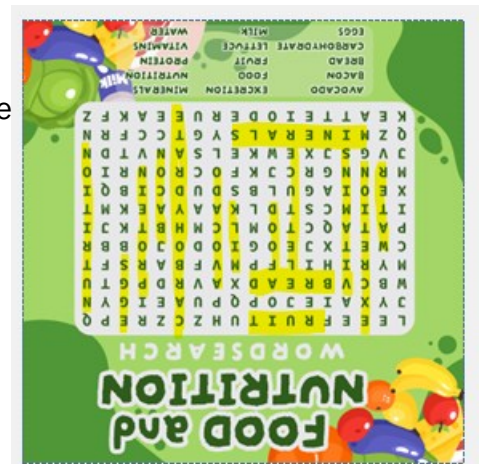 e
FOOD and
NUTRITION
WORDSEARCH
L E E E F R U I T U H Z C Z R E P Q
J Y X A I E J O P Q P U A E I G Y N
W B C V B R E A D X A V R D P G T U
M Y R I H I L F P M V F B A R S F T
C W E T X J E O G I O D O J O B B R
P A T A Q C T O M L C M H B T K J I
I T I M C S T D L K A A Y A E K M T
X E O I A G U L B S D U D C I B Q I
M R N N G R C J K F O C R O N R I O
J V G S J X E W K E L S A N V T D N
Q Z M I N E R A L S Y G T C C F R N
K E A T T E I O D E R U E E A K F Z
AVOCADO EXCRETION MINERALS
BACON FOOD NUTRITION
BREAD FRUIT PROTEIN
CARBOHYDRATE LETTUCE VITAMINS
EGGS MILK WATER
Milk